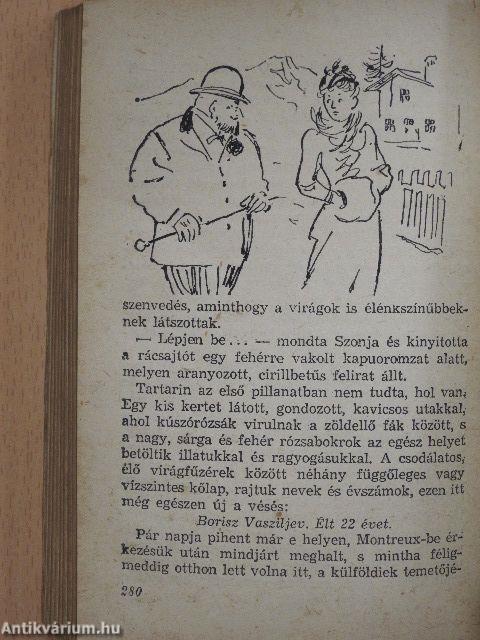 szenvedés, aminthogy a virágok is élénkszínűbbek-
nek látszottak.
— Lépjen be... — mondta Szonja és kinyitotta
a rácsajtót egy fehérre vakolt kapuoromzat alatt,
melyen aranyozott, cirillbetűs felirat állt.
Tartarin az első pillanatban nem tudta, hol van.
Egy kis kertet látott, gondozott, kavicsos utakkal,
ahol kúszórózsák virulnak a zöldellő fák között, s
a nagy, sárga és fehér rózsabokrok az egész helyet
betöltik illatukkal és ragyogásukkal. A csodálatos,
élő virágfűzérek között néhány függőleges vagy
vízszintes kőlap, rajtuk nevek és évszámok, ezen itt
még egészen új a vésés:
Borisz Vasziljev. Élt 22 évet.
Pár napja pihent már e helyen, Montreux-be ér-
kezésük után mindjárt meghalt, s mintha félig-
meddig otthon lett volna itt, a külföldiek temetőjé-
280
Antikvárium.hu